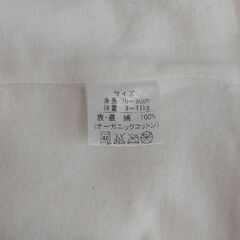 サイズ
身長 70～80cm
体重 9～11kg
表・裏 綿 100%
(オーガニックコットン)
40